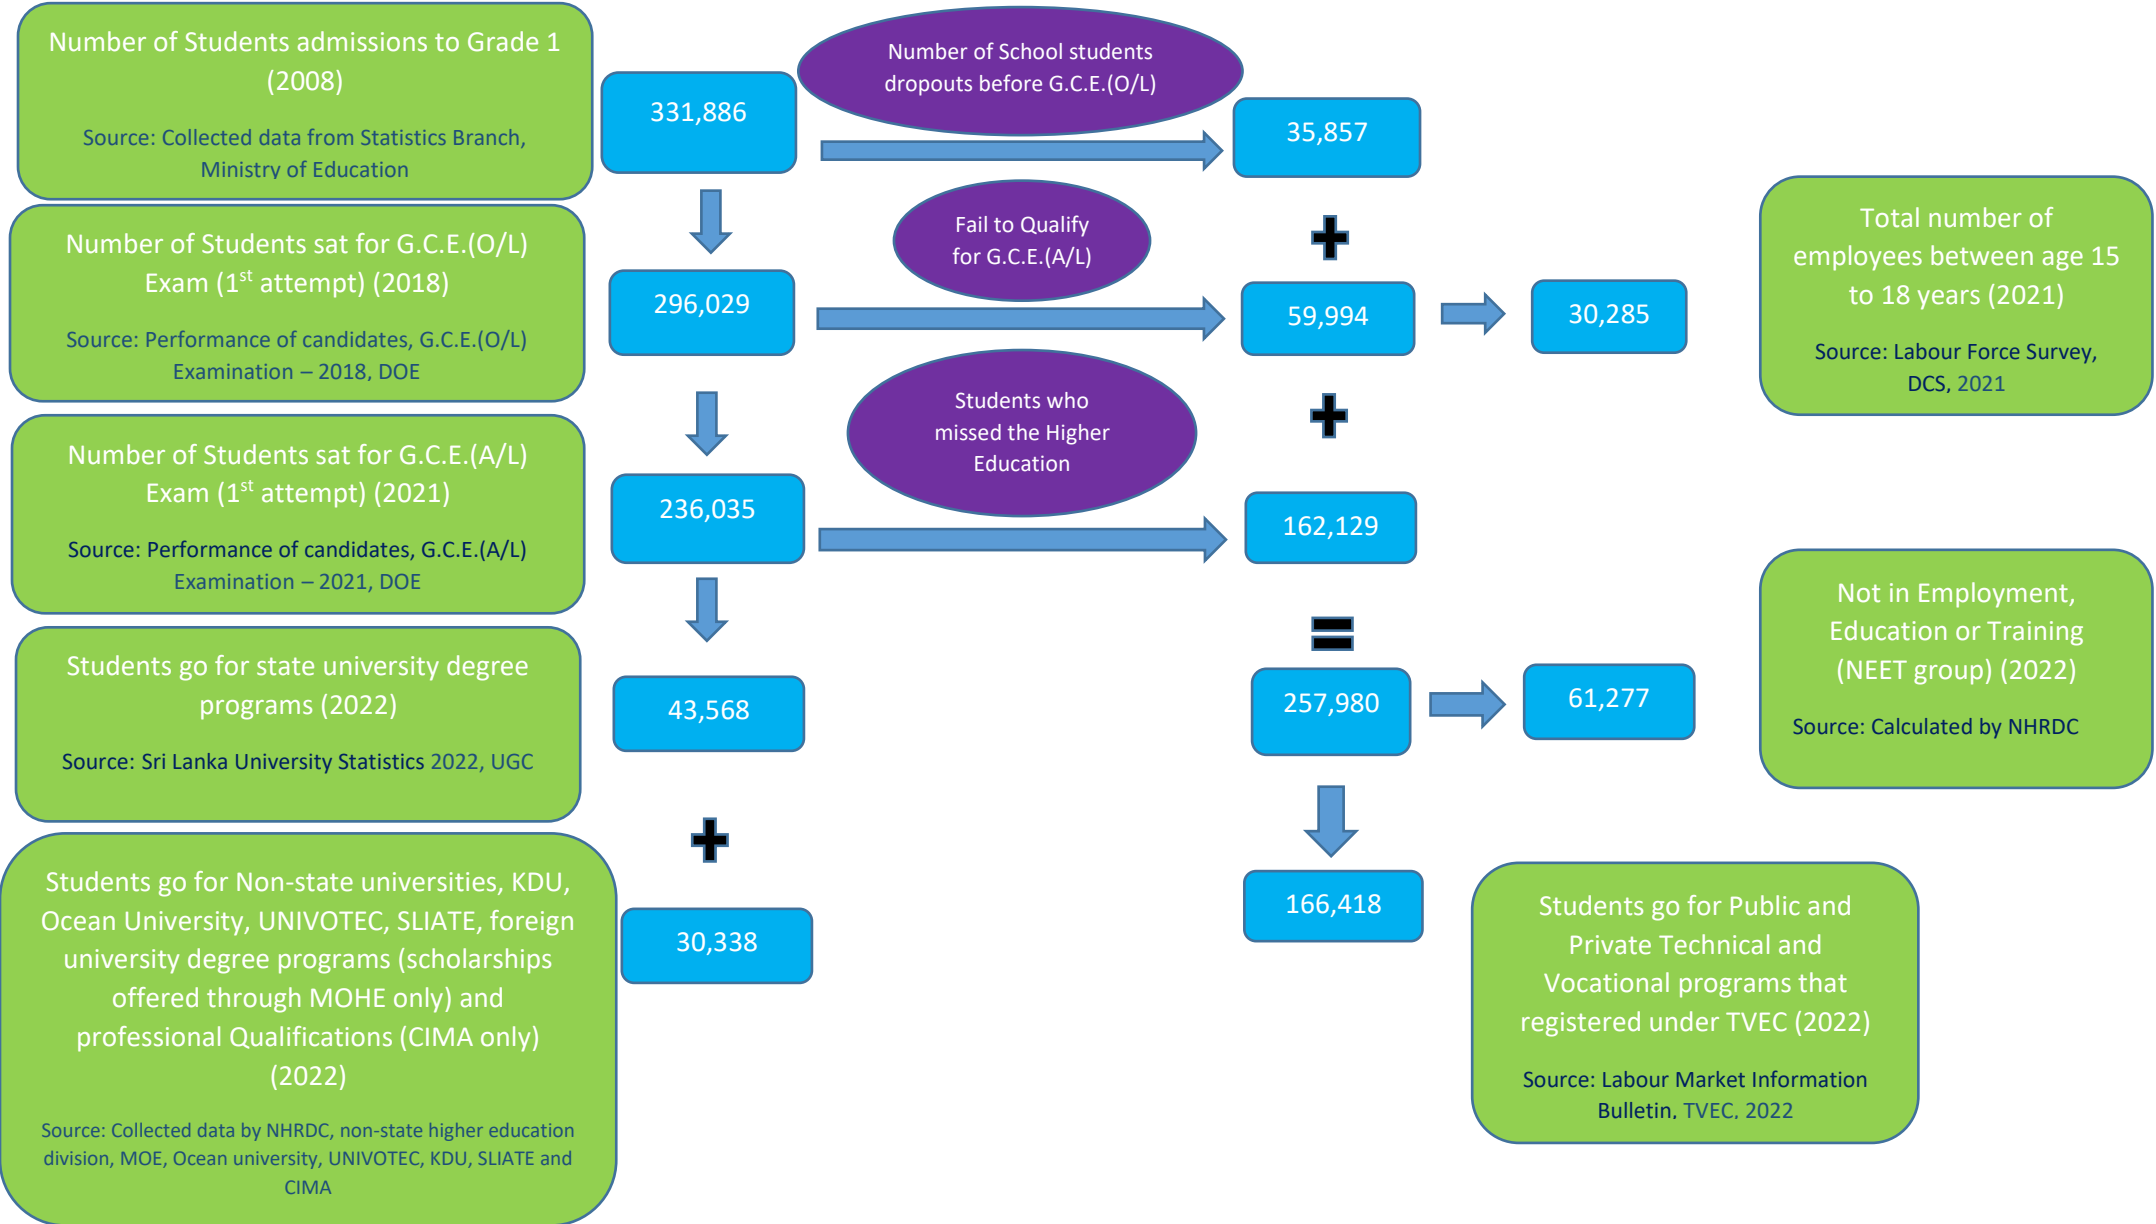 Number of Students admissions to Grade 1
(2008)
Source: Collected data from Statistics Branch,
Ministry of Education
331,886
Number of School students
dropouts before G.C.E.(O/L)
35,857
Number of Students sat for G.C.E.(O/L)
Exam (1st attempt) (2018)
Source: Performance of candidates, G.C.E.(O/L)
Examination – 2018, DOE
296,029
Fail to Qualify
for G.C.E.(A/L)
59,994
30,285
Total number of
employees between age 15
to 18 years (2021)
Source: Labour Force Survey,
DCS, 2021
Number of Students sat for G.C.E.(A/L)
Exam (1st attempt) (2021)
Source: Performance of candidates, G.C.E.(A/L)
Examination – 2021, DOE
236,035
Students who
missed the Higher
Education
162,129
Students go for state university degree
programs (2022)
Source: Sri Lanka University Statistics 2022, UGC
43,568
257,980
61,277
Not in Employment,
Education or Training
(NEET group) (2022)
Source: Calculated by NHRDC
Students go for Non-state universities, KDU,
Ocean University, UNIVOTEC, SLIATE, foreign
university degree programs (scholarships
offered through MOHE only) and
professional Qualifications (CIMA only)
(2022)
Source: Collected data by NHRDC, non-state higher education
division, MOE, Ocean university, UNIVOTEC, KDU, SLIATE and
CIMA
30,338
166,418
Students go for Public and
Private Technical and
Vocational programs that
registered under TVEC (2022)
Source: Labour Market Information
Bulletin, TVEC, 2022